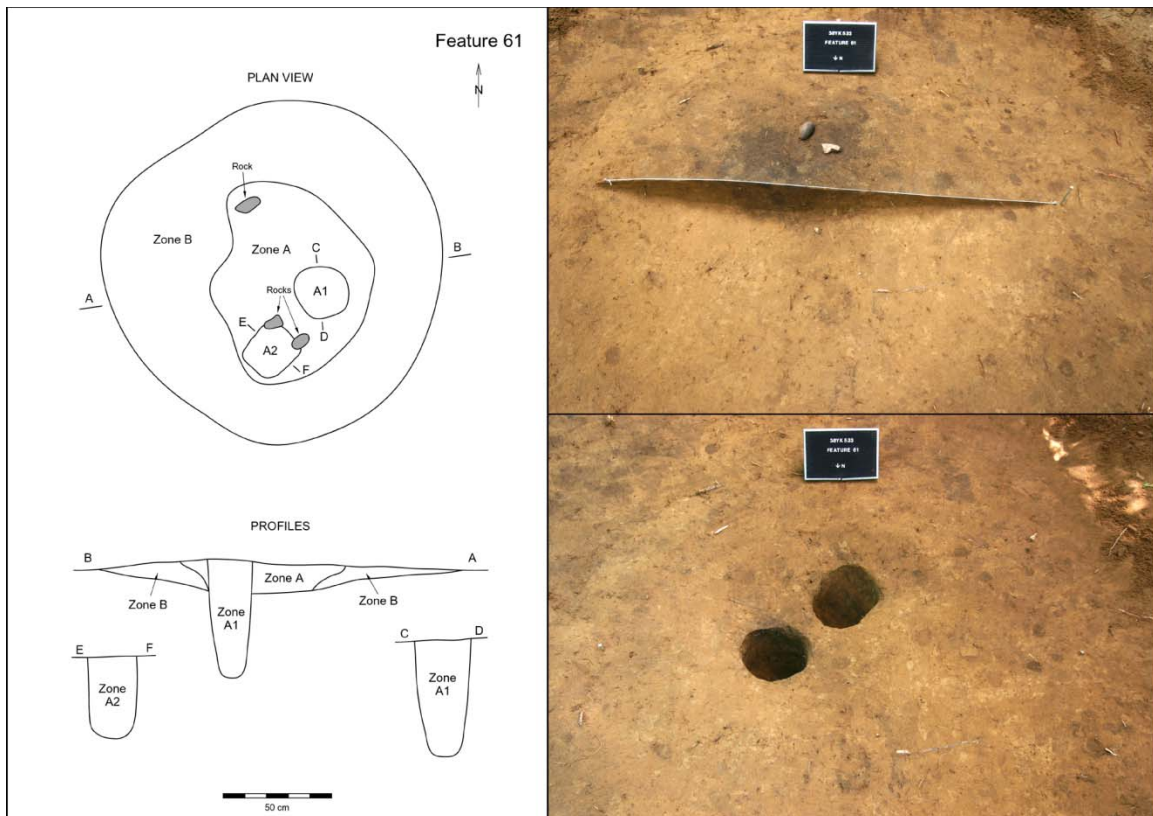 Feature 61
N
PLAN VIEW
Rock
Zone B
Zone A
C
B
A
A1
Rocks
E
D
A2
F
PROFILES
B
A
Zone A
Zone B
Zone B
Zone
A1
E
F
C
D
Zone
A2
Zone
A1
50 cm
FEATURE 61
N
FEATURE 61
N